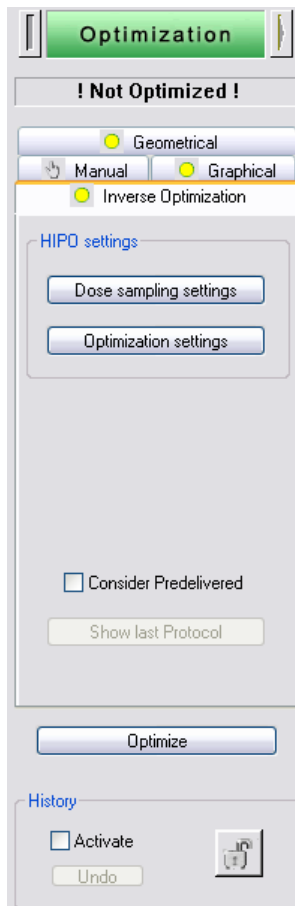 Optimization
! Not Optimized !
Geometrical
Manual Graphical
Inverse Optimization
HIPO settings
Dose sampling settings
Optimization settings
Consider Predelivered
Show last Protocol
Optimize
History
Activate
Undo